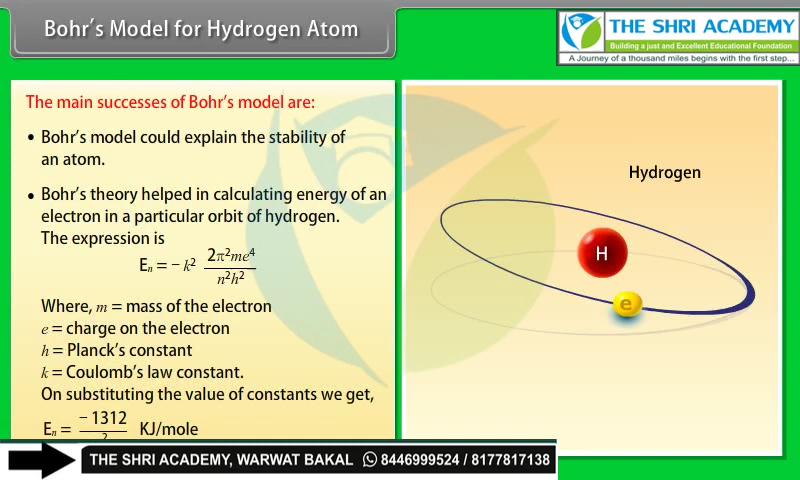 Bohr's Model for Hydrogen Atom
THE SHRI ACADEMY
Building a just and Excellent Educational Foundation
A Journey of a thousand miles begins with the first step...
The main successes of Bohr's model are:
• Bohr's model could explain the stability of
an atom.
• Bohr's theory helped in calculating energy of an
electron in a particular orbit of hydrogen.
The expression is
Eₙ = − k² 2π²me⁴ / n²h²
Where, m = mass of the electron
e = charge on the electron
h = Planck's constant
k = Coulomb's law constant.
On substituting the value of constants we get,
Eₙ = − 1312 KJ/mole
Hydrogen
H
e
THE SHRI ACADEMY, WARWAT BAKAL 8446999524 / 8177817138